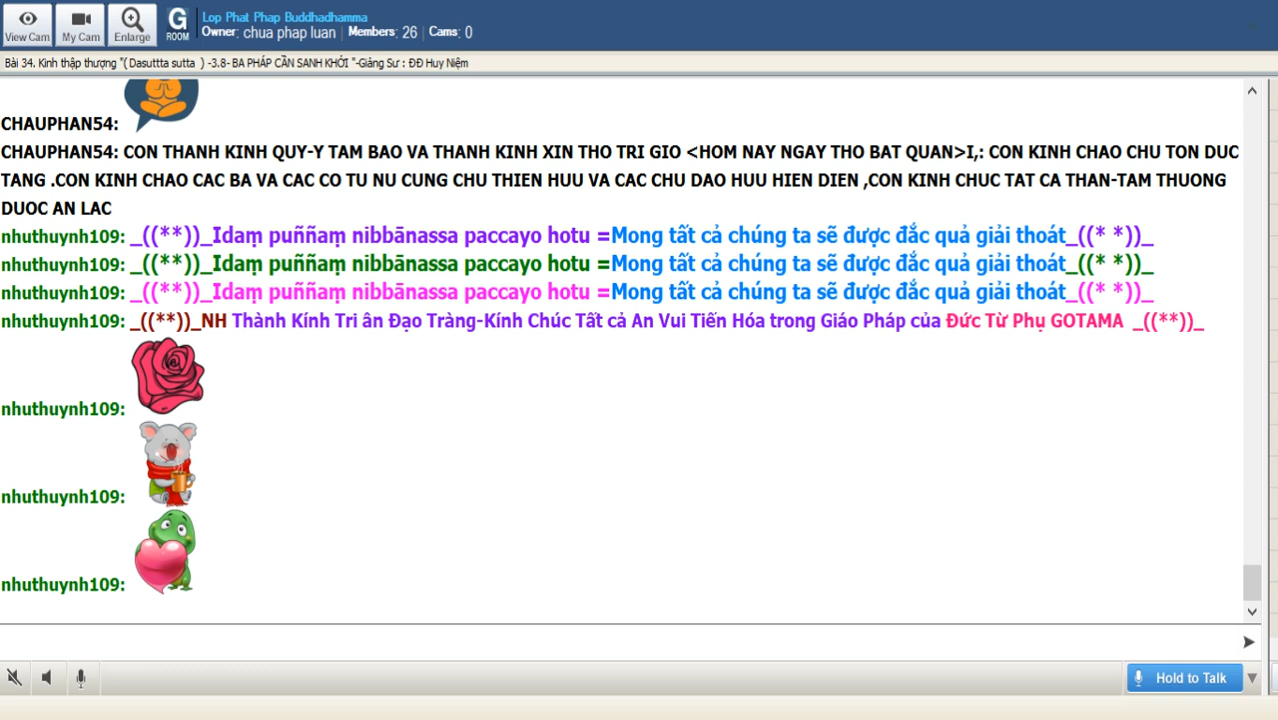 View Cam
My Cam
Enlarge
G
ROOM
Lop Phat Phap Buddhadhamma
Owner: chua phap luan | Members: 26 | Cams: 0
Bài 34. Kinh thập thượng "( Dasuttta sutta ) -3.8- BA PHÁP CẦN SANH KHỞI "-Giảng Sư : ĐĐ Huy Niệm
CHAUPHAN54:
CHAUPHAN54: CON THANH KINH QUY-Y TAM BAO VA THANH KINH XIN THO TRI GIO <HOM NAY NGAY THO BAT QUAN>I,: CON KINH CHAO CHU TON DUC
TANG .CON KINH CHAO CAC BA VA CAC CO TU NU CUNG CHU THIEN HUU VA CAC CHU DAO HUU HIEN DIEN ,CON KINH CHUC TAT CA THAN-TAM THUONG
DUOC AN LAC
nhuthuynh109: _((**))_Idaṃ puññaṃ nibbānassa paccayo hotu =Mong tất cả chúng ta sẽ được đắc quả giải thoát_((* *))_
nhuthuynh109: _((**))_Idaṃ puññaṃ nibbānassa paccayo hotu =Mong tất cả chúng ta sẽ được đắc quả giải thoát_((* *))_
nhuthuynh109: _((**))_Idaṃ puññaṃ nibbānassa paccayo hotu =Mong tất cả chúng ta sẽ được đắc quả giải thoát_((* *))_
nhuthuynh109: _((**))_NH Thành Kính Tri ân Đạo Tràng-Kính Chúc Tất cả An Vui Tiến Hóa trong Giáo Pháp của Đức Từ Phụ GOTAMA _((**))_
nhuthuynh109:
nhuthuynh109:
nhuthuynh109:
Hold to Talk